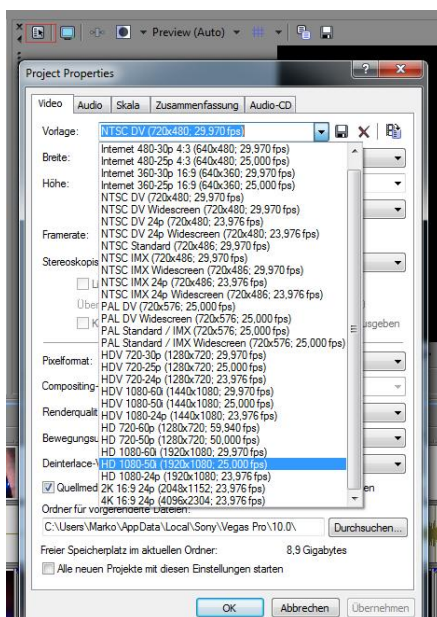 Preview (Auto)
Project Properties
Video Audio Skala Zusammenfassung Audio-CD
Vorlage: NTSC DV (720x480; 29,970 fps)
Internet 480-30p 4:3 (640x480; 29,970 fps)
Breite: Internet 480-25p 4:3 (640x480; 25,000 fps)
Internet 360-30p 16:9 (640x360; 29,970 fps)
Höhe: Internet 360-25p 16:9 (640x360; 25,000 fps)
NTSC DV (720x480; 29,970 fps)
NTSC DV Widescreen (720x480; 29,970 fps)
NTSC DV 24p (720x480; 23,976 fps)
NTSC DV 24p Widescreen (720x480; 23,976 fps)
Framerate: NTSC Standard (720x486; 29,970 fps)
NTSC IMX (720x486; 29,970 fps)
Stereoskopis NTSC IMX Widescreen (720x486; 29,970 fps)
NTSC IMX 24p (720x486; 23,976 fps)
Li NTSC IMX 24p Widescreen (720x486; 23,976 fps)
Über PAL DV (720x576; 25,000 fps)
PAL DV Widescreen (720x576; 25,000 fps)
K PAL Standard / IMX (720x576; 25,000 fps) usgeben
PAL Standard / IMX Widescreen (720x576; 25,000 fps)
HDV 720-30p (1280x720; 29,970 fps)
Pixelformat: HDV 720-25p (1280x720; 25,000 fps)
HDV 720-24p (1280x720; 23,976 fps)
Compositing- HDV 1080-60i (1440x1080; 29,970 fps)
HDV 1080-50i (1440x1080; 25,000 fps)
Renderqualit HDV 1080-24p (1440x1080; 23,976 fps)
HD 720-60p (1280x720; 59,940 fps)
Bewegungsu HD 720-50p (1280x720; 50,000 fps)
HD 1080-60i (1920x1080; 29,970 fps)
Deinterlace-V HD 1080-50i (1920x1080; 25,000 fps)
HD 1080-24p (1920x1080; 23,976 fps)
Quellmed 2K 16:9 24p (2048x1152; 23,976 fps) en
4K 16:9 24p (4096x2304; 23,976 fps)
Ordner für vorgerenderte Dateien:
C:\Users\Marko\AppData\Local\Sony\Vegas Pro\10.0\ Durchsuchen...
Freier Speicherplatz im aktuellen Ordner: 8,9 Gigabytes
Alle neuen Projekte mit diesen Einstellungen starten
OK Abbrechen Übernehmen